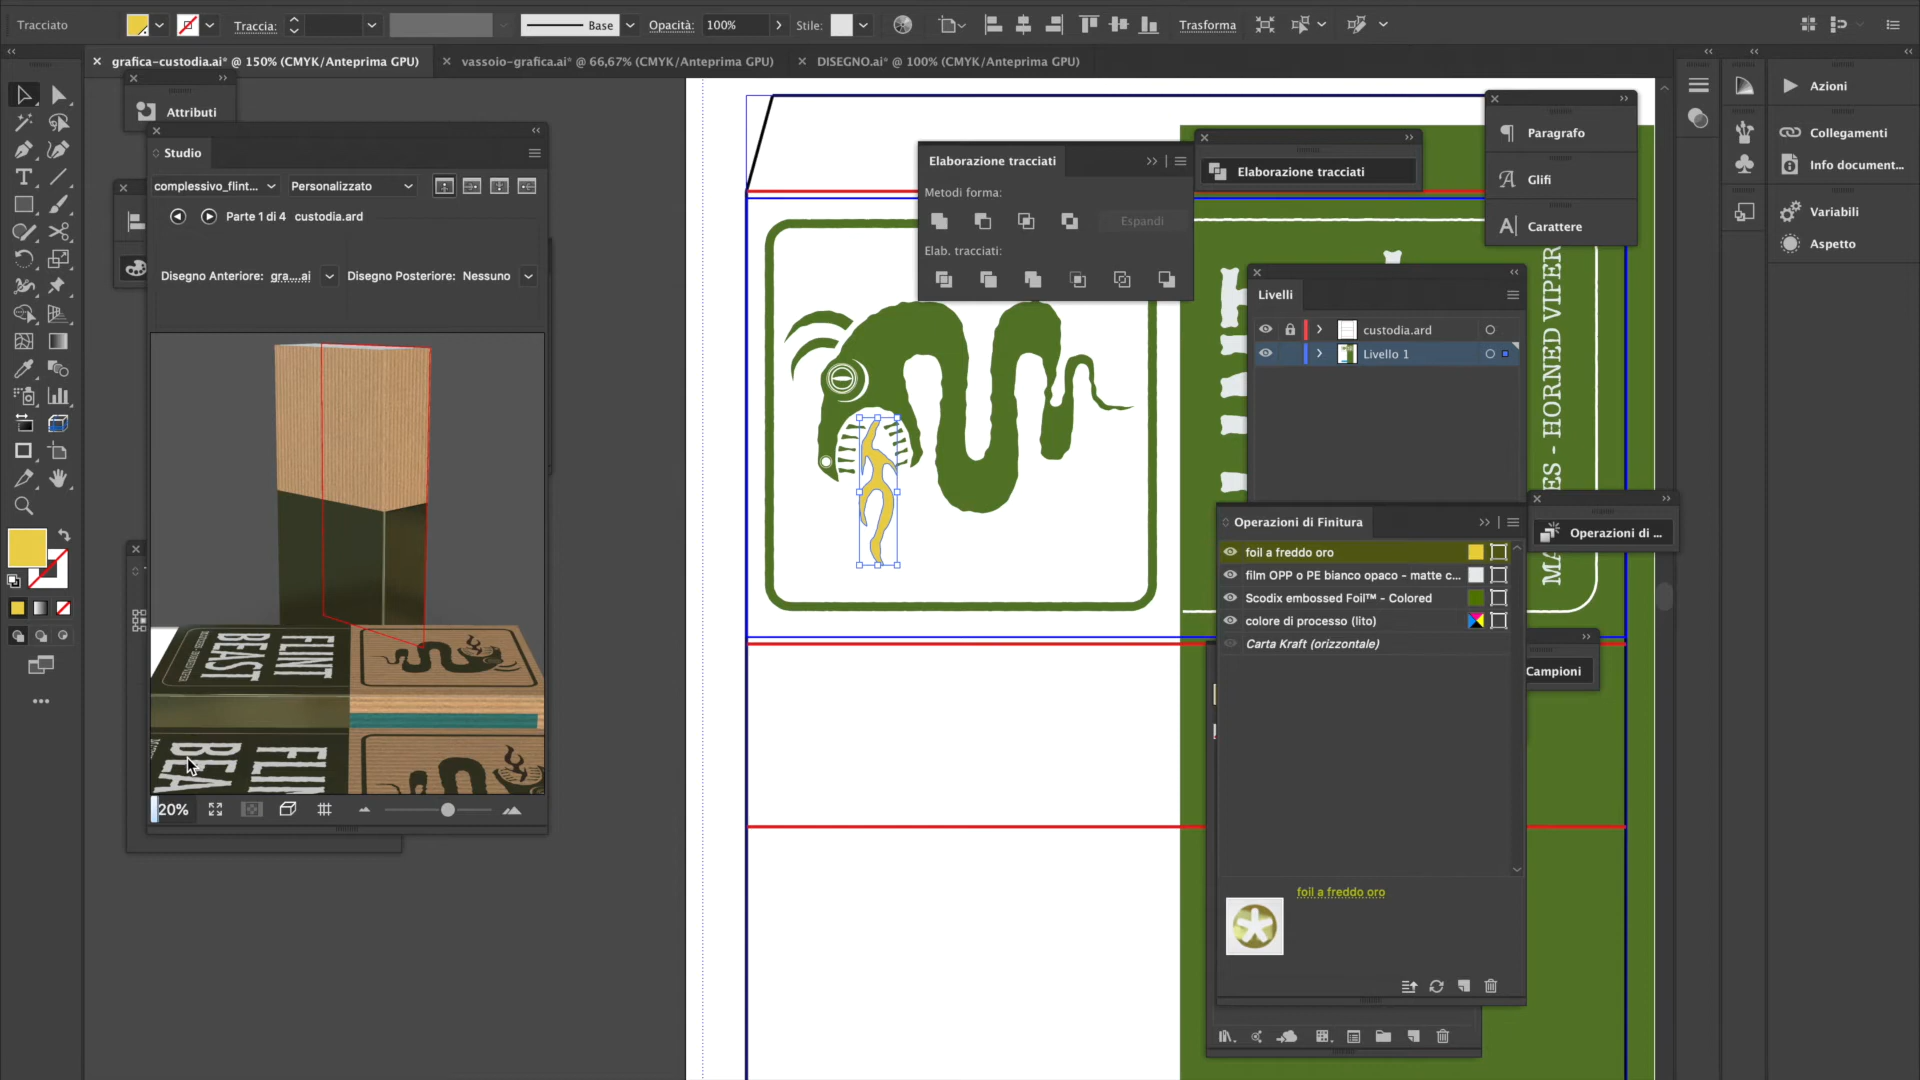 Tracciato
Traccia:
Base
Opacità: 100%
Stile:
Trasforma
grafica-custodia.ai* @ 150% (CMYK/Anteprima GPU)
vassoio-grafica.ai* @ 66,67% (CMYK/Anteprima GPU)
DISEGNO.ai* @ 100% (CMYK/Anteprima GPU)
Attributi
Studio
complessivo_flint...
Personalizzato
Parte 1 di 4 custodia.ard
Disegno Anteriore: gra....ai
Disegno Posteriore: Nessuno
FLINT
BEAST
FLIN
BEA
20%
Elaborazione tracciati
Metodi forma:
Espandi
Elab. tracciati:
Elaborazione tracciati
Paragrafo
Glifi
Carattere
Livelli
custodia.ard
Livello 1
ES - HORNED VIPER
MA
Operazioni di Finitura
foil a freddo oro
film OPP o PE bianco opaco - matte c...
Scodix embossed Foil™ - Colored
colore di processo (lito)
Carta Kraft (orizzontale)
foil a freddo oro
Operazioni di ...
Campioni
Azioni
Collegamenti
Info document...
Variabili
Aspetto